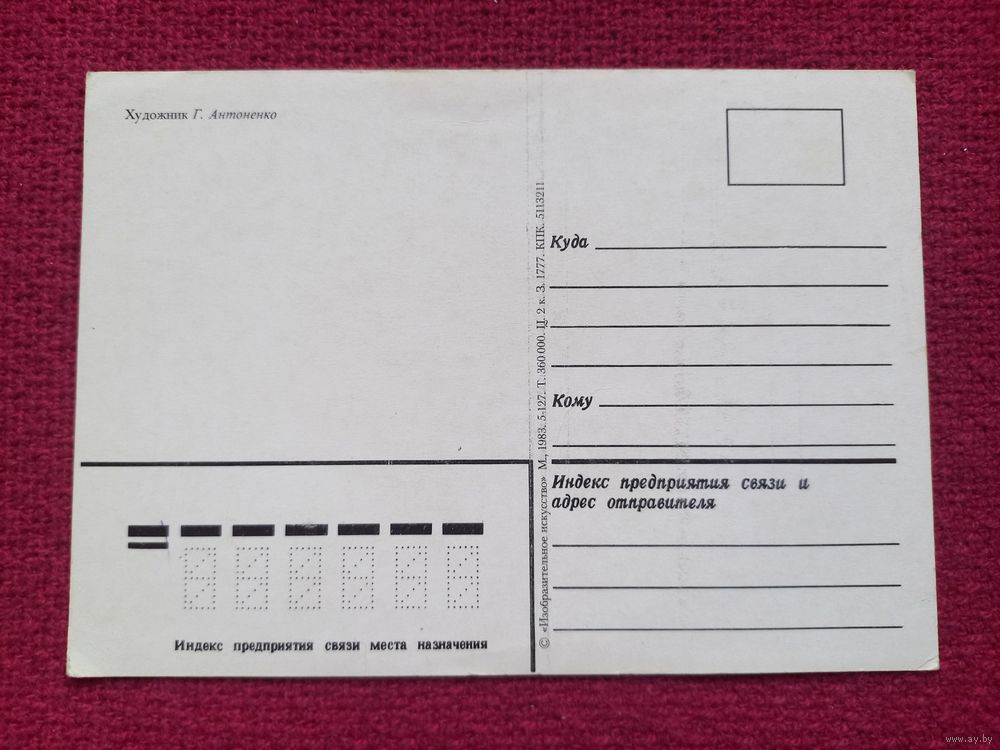 Художник Г. Антоненко
Куда
Кому
Индекс предприятия связи и
адрес отправителя
© «Изобразительное искусство» М., 1983. 5-127. Т. 360 000. Ц. 2 к. З. 1777. КПК. 5113211
Индекс предприятия связи места назначения
www.ay.by